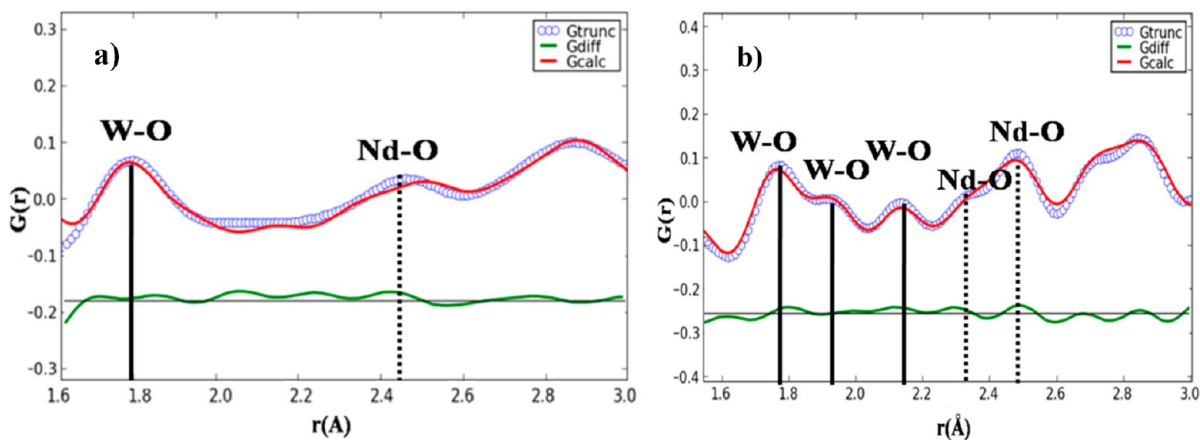 a)
Gtrunc
Gdiff
Gcalc
W-O
Nd-O
G(r)
0.3
0.2
0.1
0.0
-0.1
-0.2
-0.3
1.6 1.8 2.0 2.2 2.4 2.6 2.8 3.0
r(Å)
b)
Gtrunc
Gdiff
Gcalc
W-O
W-O
W-O
Nd-O
Nd-O
G(r)
0.4
0.3
0.2
0.1
0.0
-0.1
-0.2
-0.3
-0.4
1.6 1.8 2.0 2.2 2.4 2.6 2.8 3.0
r(Å)